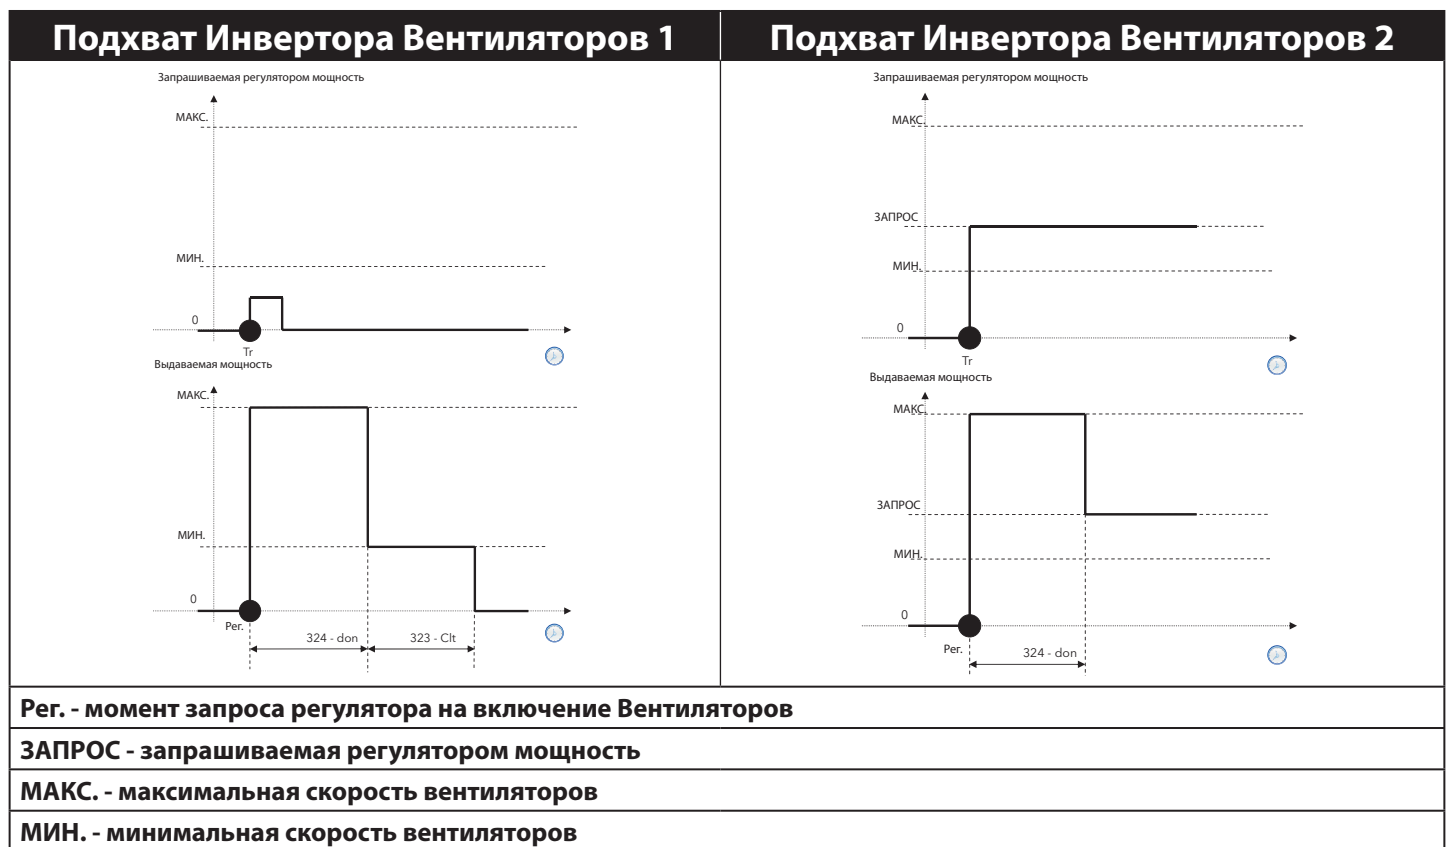 Подхват Инвертора Вентиляторов 1
Подхват Инвертора Вентиляторов 2
Запрашиваемая регулятором мощность
МАКС.
МИН.
0
Tr
Выдаваемая мощность
МАКС.
МИН.
0
Рег.
324 - don
323 - Clt
Запрашиваемая регулятором мощность
МАКС.
ЗАПРОС
МИН.
0
Tr
Выдаваемая мощность
МАКС.
ЗАПРОС
МИН.
0
Рег.
324 - don
Рег. - момент запроса регулятора на включение Вентиляторов
ЗАПРОС - запрашиваемая регулятором мощность
МАКС. - максимальная скорость вентиляторов
МИН. - минимальная скорость вентиляторов